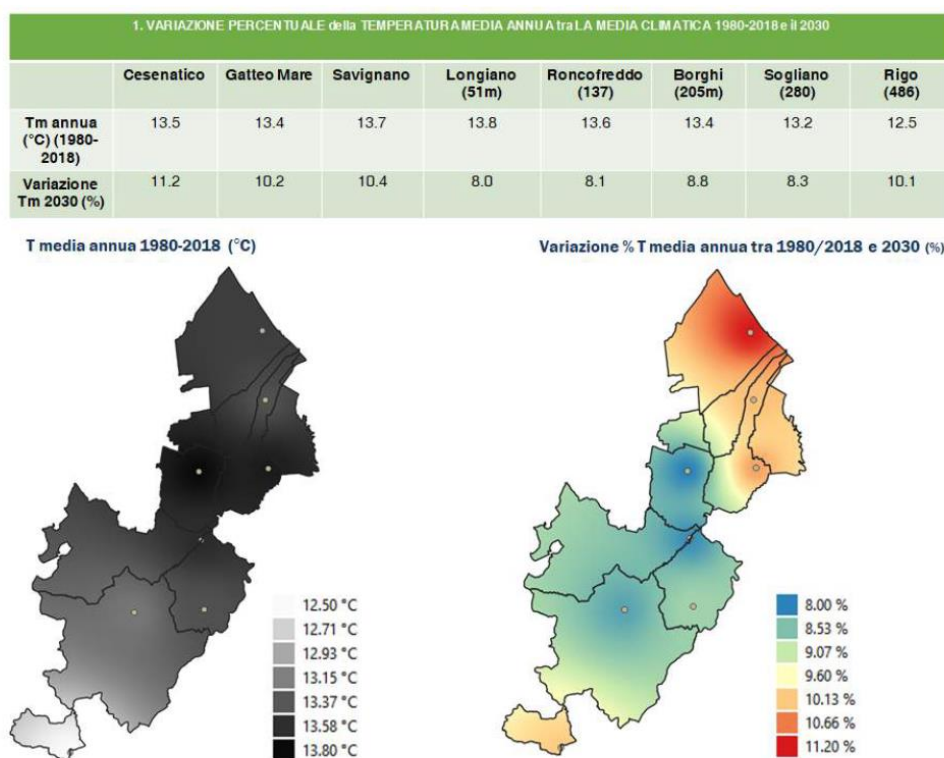 1. VARIAZIONE PERCENTUALE della TEMPERATURA MEDIA ANNUA tra LA MEDIA CLIMATICA 1980-2018 e il 2030
Cesenatico Gatteo Mare Savignano Longiano (51m) Roncofreddo (137) Borghi (205m) Sogliano (280) Rigo (486)
Tm annua (°C) (1980-2018) 13.5 13.4 13.7 13.8 13.6 13.4 13.2 12.5
Variazione Tm 2030 (%) 11.2 10.2 10.4 8.0 8.1 8.8 8.3 10.1
T media annua 1980-2018 (°C)
12.50 °C
12.71 °C
12.93 °C
13.15 °C
13.37 °C
13.58 °C
13.80 °C
Variazione % T media annua tra 1980/2018 e 2030 (%)
8.00 %
8.53 %
9.07 %
9.60 %
10.13 %
10.66 %
11.20 %